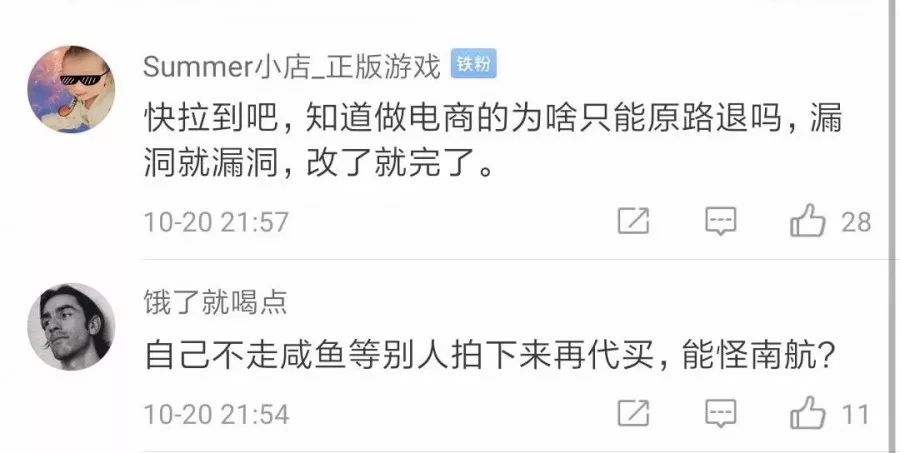 Summer小店_正版游戏 铁粉
快拉到吧，知道做电商的为啥只能原路退吗，漏
洞就漏洞，改了就完了。
10-20 21:57 28
饿了就喝点
自己不走咸鱼等别人拍下来再代买，能怪南航？
10-20 21:54 11